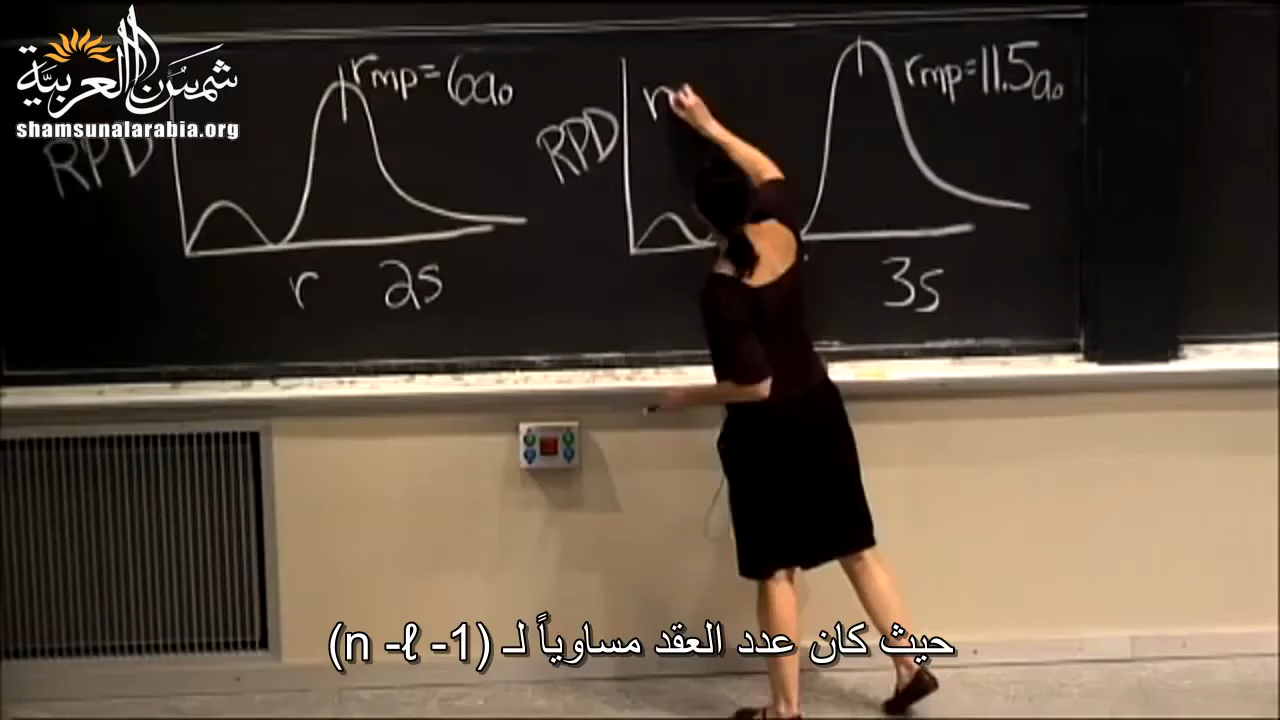 شمس العربية
shamsunalarabia.org
RPD
rmp=6a₀
r 2s
RPD
n
rmp=11.5a₀
3s
حيث كان عدد العقد مساوياً لـ (n -ℓ -1)